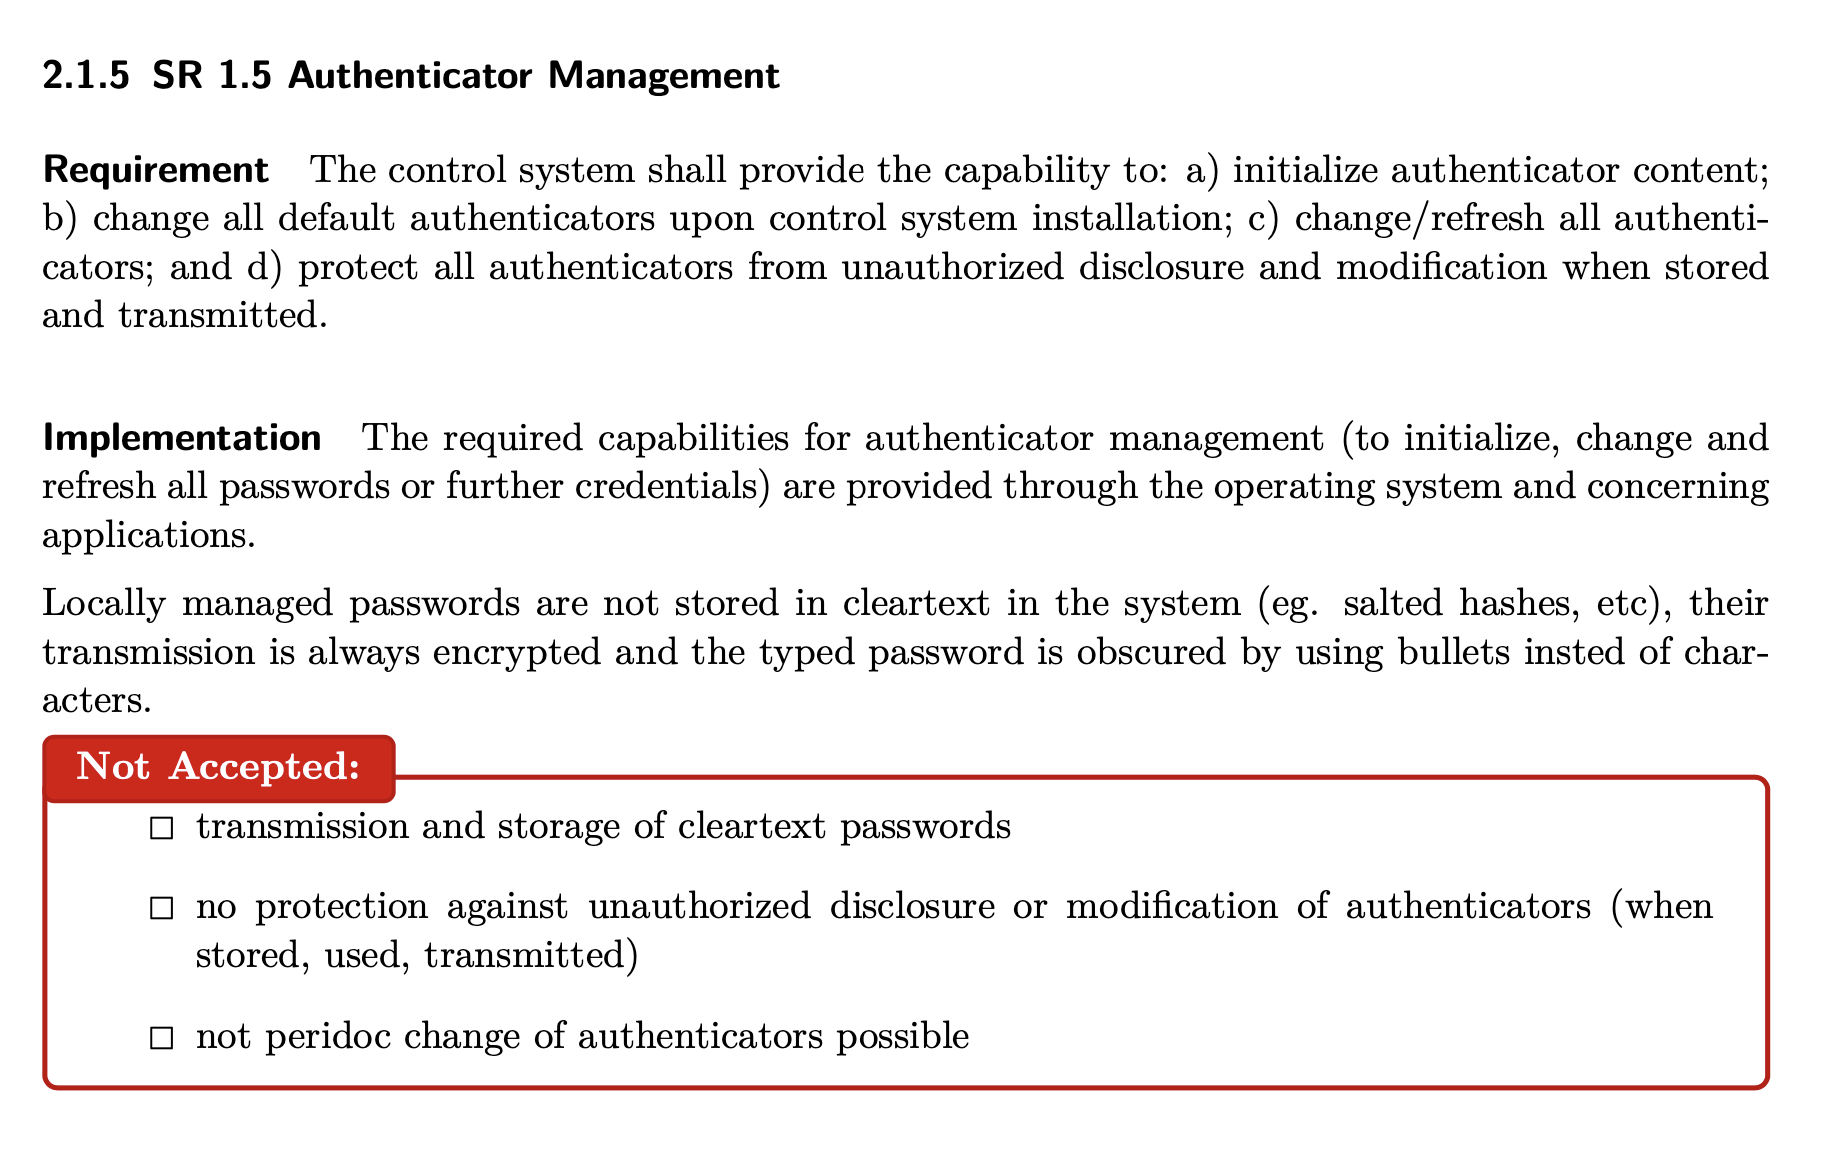 2.1.5 SR 1.5 Authenticator Management
Requirement The control system shall provide the capability to: a) initialize authenticator content;
b) change all default authenticators upon control system installation; c) change/refresh all authenti-
cators; and d) protect all authenticators from unauthorized disclosure and modification when stored
and transmitted.
Implementation The required capabilities for authenticator management (to initialize, change and
refresh all passwords or further credentials) are provided through the operating system and concerning
applications.
Locally managed passwords are not stored in cleartext in the system (eg. salted hashes, etc), their
transmission is always encrypted and the typed password is obscured by using bullets insted of char-
acters.
Not Accepted:
☐ transmission and storage of cleartext passwords
☐ no protection against unauthorized disclosure or modification of authenticators (when
stored, used, transmitted)
☐ not peridoc change of authenticators possible